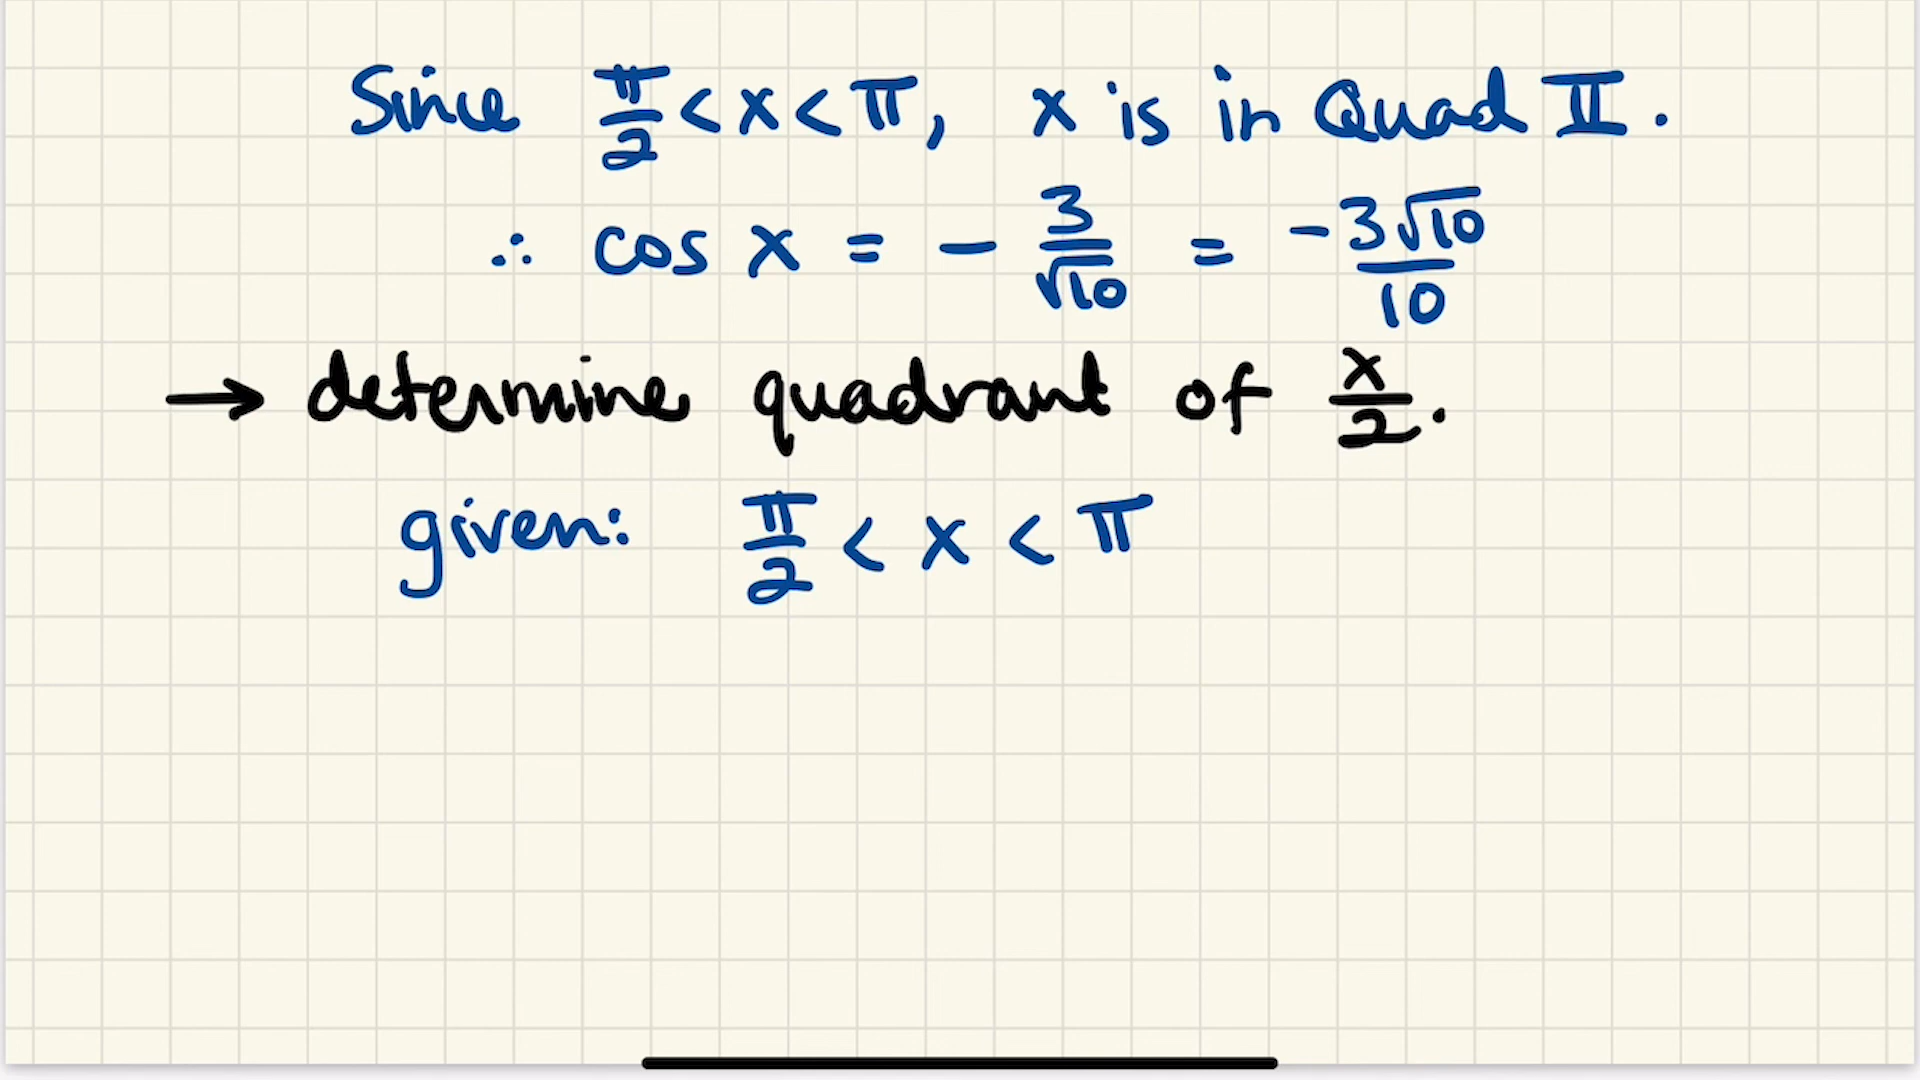 Since π/2 < x < π, x is in Quad II.
∴ cos x = - 3/√10 = -3√10/10
→ determine quadrant of x/2.
given: π/2 < x < π